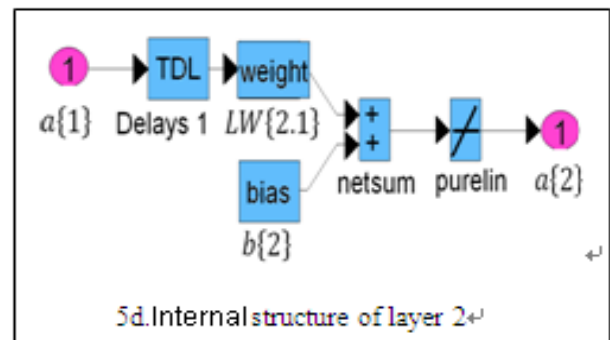 1 TDL weight
a{1} Delays 1 LW{2.1}
+
+
1
netsum purelin a{2}
bias
b{2}
5d.Internal structure of layer 2